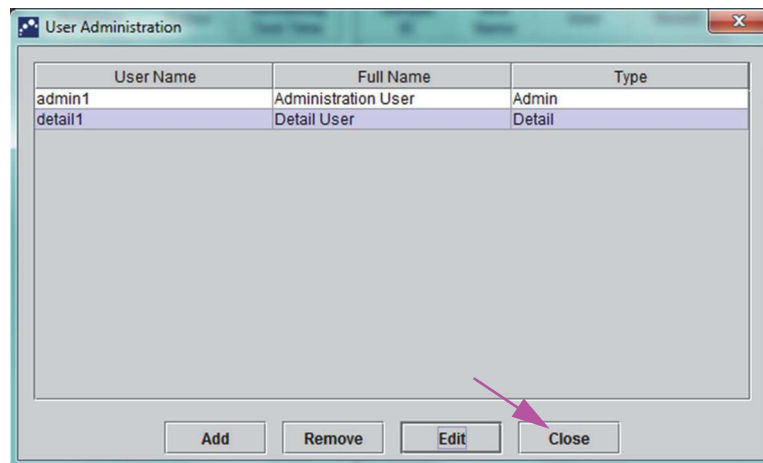 User Administration
User Name Full Name Type
admin1 Administration User Admin
detail1 Detail User Detail
Add Remove Edit Close